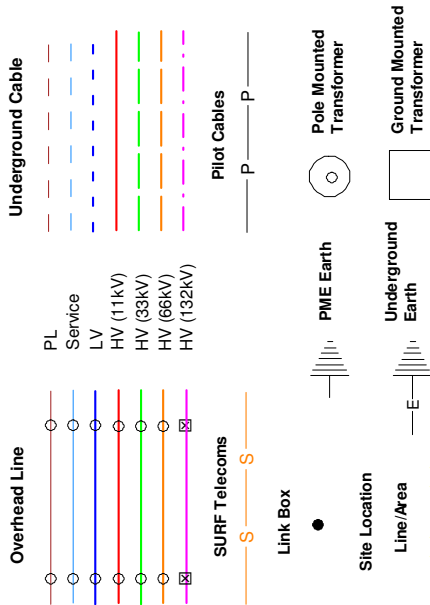 Overhead Line
Underground Cable
PL
Service
LV
HV (11kV)
HV (33kV)
HV (66kV)
HV (132kV)
SURF Telecoms
S S
Pilot Cables
P P
Link Box
PME Earth
Pole Mounted
Transformer
Site Location
Line/Area
E
Underground
Earth
Ground Mounted
Transformer